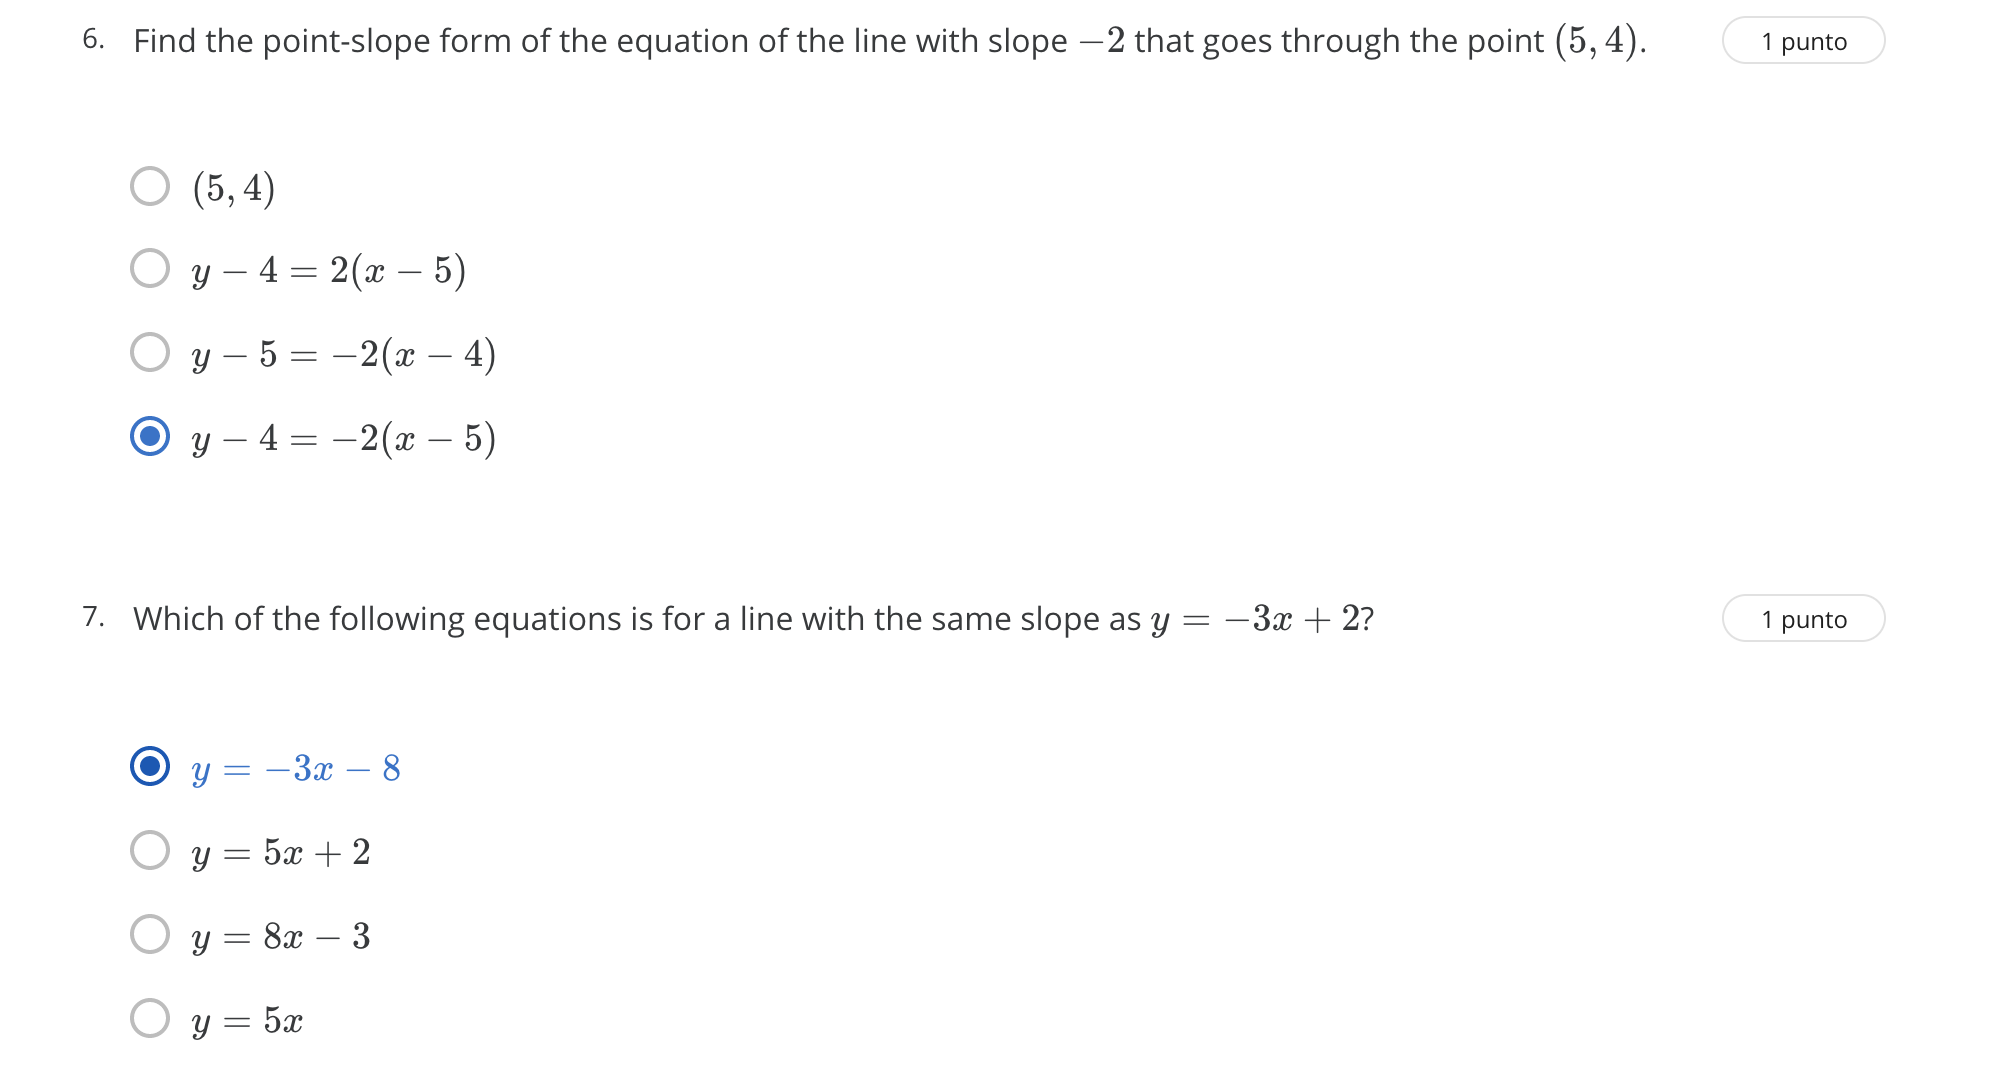 6. Find the point-slope form of the equation of the line with slope −2 that goes through the point (5, 4). 1 punto
(5, 4)
y − 4 = 2(x − 5)
y − 5 = −2(x − 4)
y − 4 = −2(x − 5)
7. Which of the following equations is for a line with the same slope as y = −3x + 2? 1 punto
y = −3x − 8
y = 5x + 2
y = 8x − 3
y = 5x